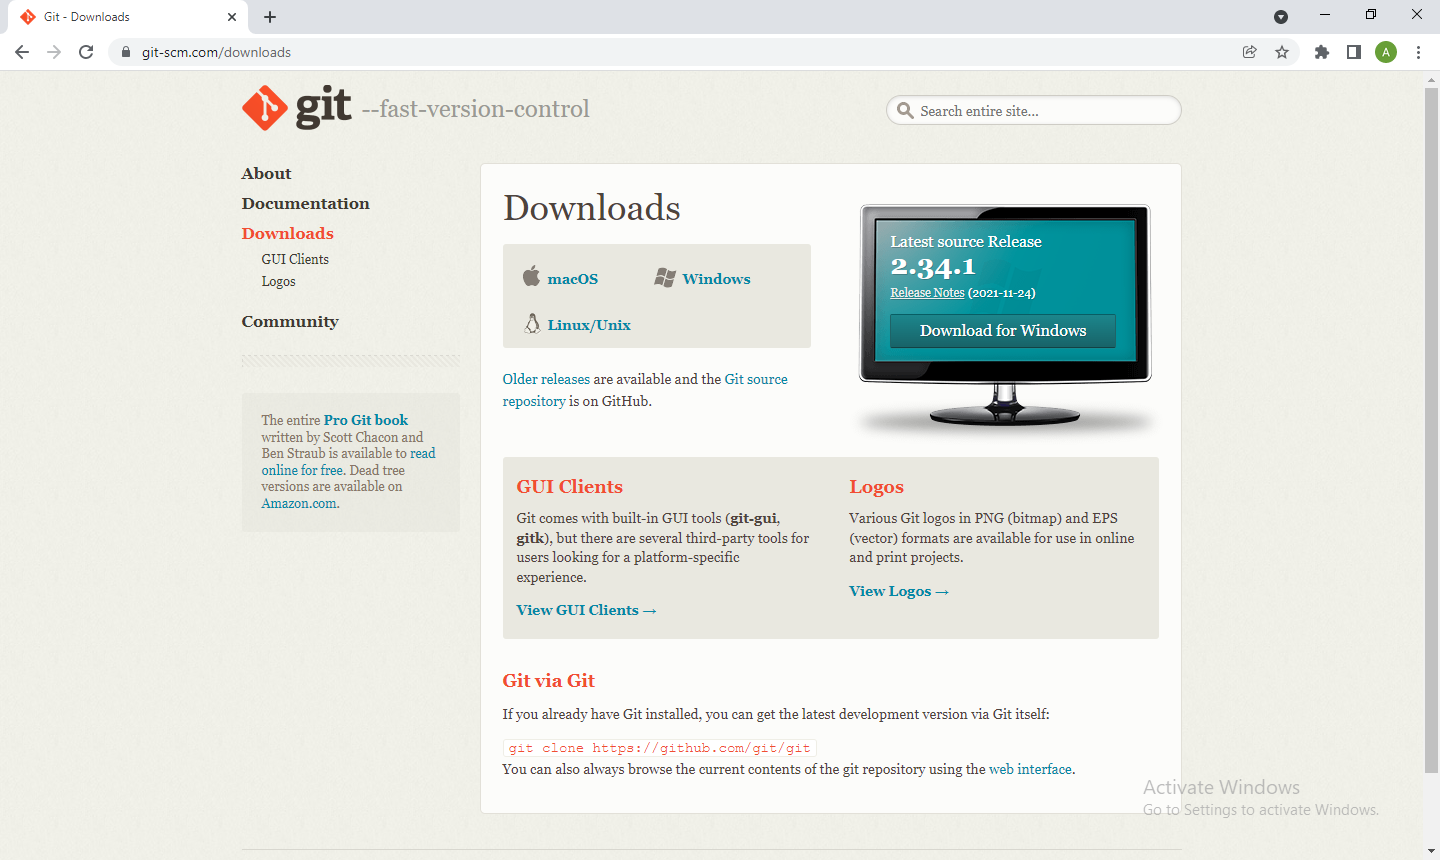 Git - Downloads
git-scm.com/downloads
A
git --fast-version-control
Search entire site...
About
Documentation
Downloads
GUI Clients
Logos
Community
The entire Pro Git book
written by Scott Chacon and
Ben Straub is available to read
online for free. Dead tree
versions are available on
Amazon.com.
Downloads
macOS
Windows
Linux/Unix
Older releases are available and the Git source
repository is on GitHub.
Latest source Release
2.34.1
Release Notes (2021-11-24)
Download for Windows
GUI Clients
Git comes with built-in GUI tools (git-gui,
gitk), but there are several third-party tools for
users looking for a platform-specific
experience.
View GUI Clients →
Logos
Various Git logos in PNG (bitmap) and EPS
(vector) formats are available for use in online
and print projects.
View Logos →
Git via Git
If you already have Git installed, you can get the latest development version via Git itself:
git clone https://github.com/git/git
You can also always browse the current contents of the git repository using the web interface.
Activate Windows
Go to Settings to activate Windows.